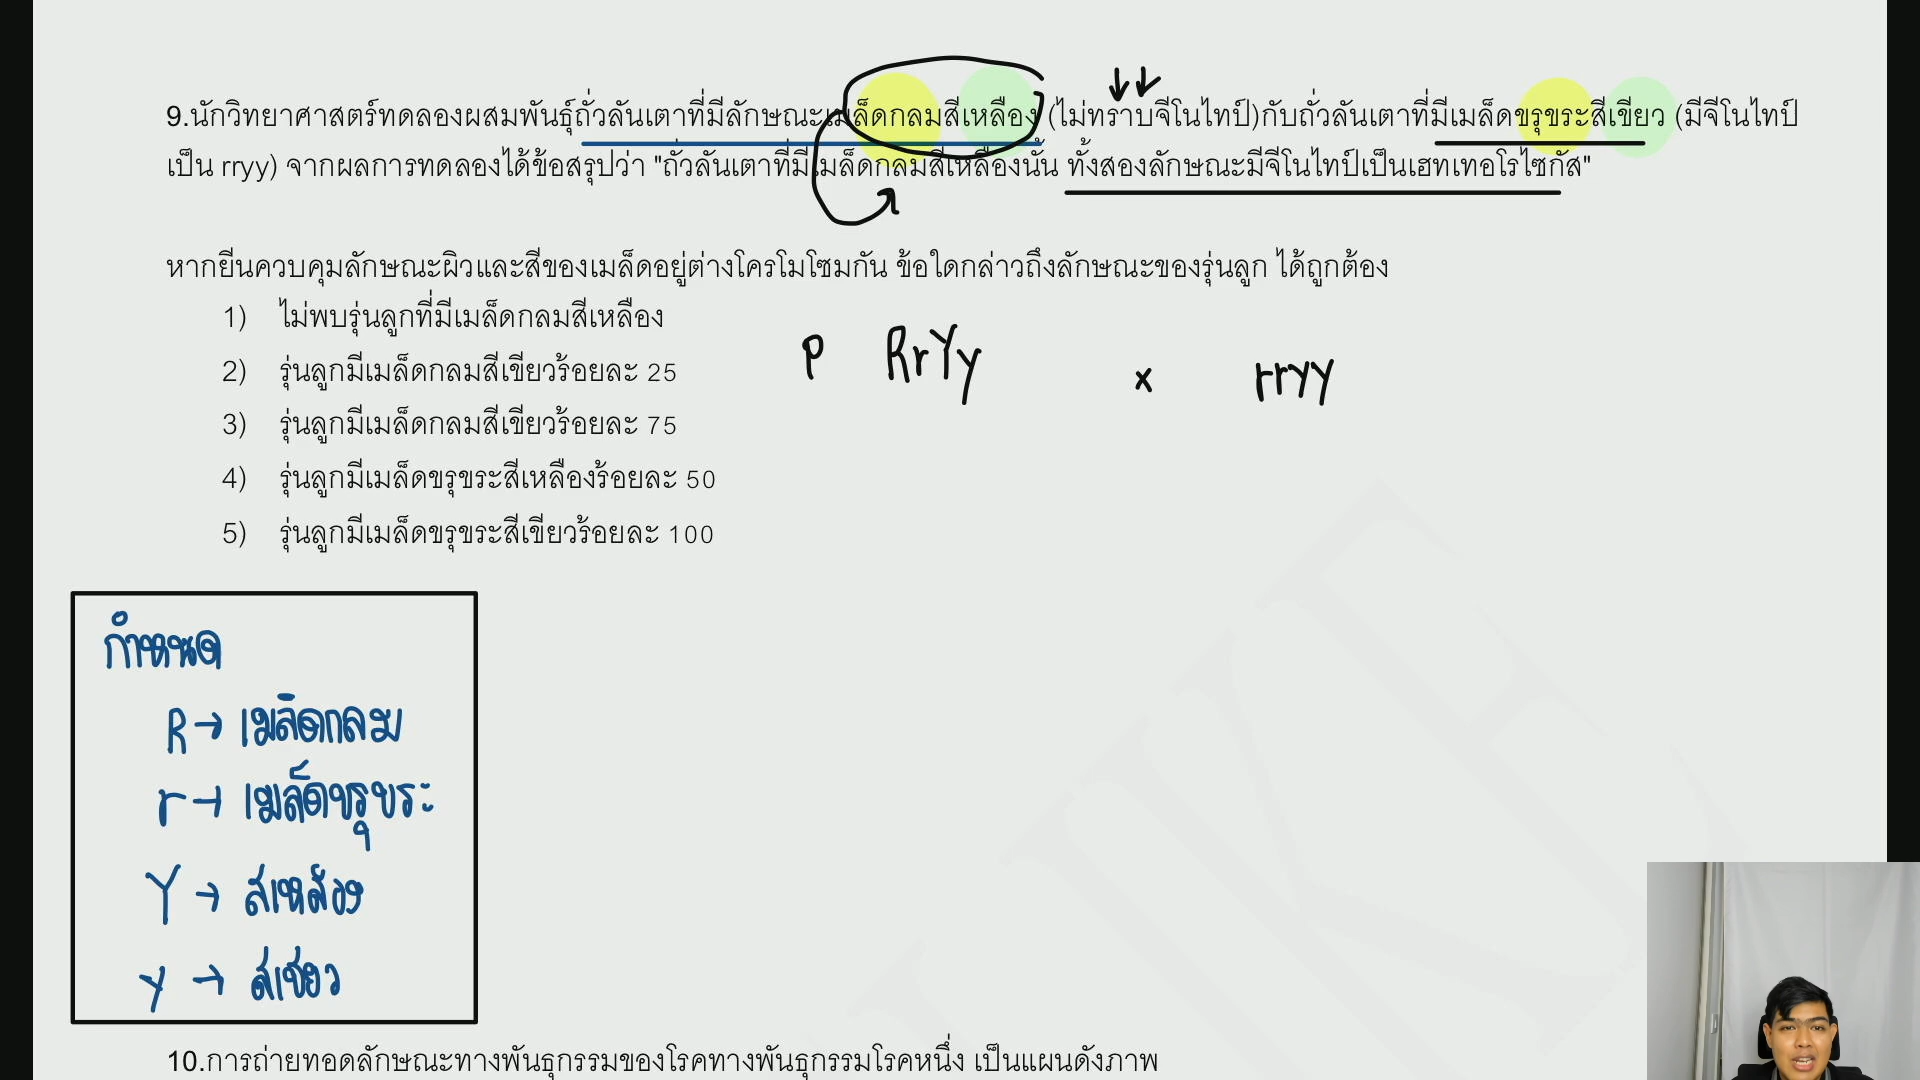 9.นักวิทยาศาสตร์ทดลองผสมพันธุ์ถั่วลันเตาที่มีลักษณะเมล็ดกลมสีเหลือง (ไม่ทราบจีโนไทป์)กับถั่วลันเตาที่มีเมล็ดขรุขระสีเขียว (มีจีโนไทป์
เป็น rryy) จากผลการทดลองได้ข้อสรุปว่า "ถั่วลันเตาที่มีเมล็ดกลมสีเหลืองนั้น ทั้งสองลักษณะมีจีโนไทป์เป็นเฮทเทอโรไซกัส"
หากยีนควบคุมลักษณะผิวและสีของเมล็ดอยู่ต่างโครโมโซมกัน ข้อใดกล่าวถึงลักษณะของรุ่นลูก ได้ถูกต้อง
1) ไม่พบรุ่นลูกที่มีเมล็ดกลมสีเหลือง
2) รุ่นลูกมีเมล็ดกลมสีเขียวร้อยละ 25
3) รุ่นลูกมีเมล็ดกลมสีเขียวร้อยละ 75
4) รุ่นลูกมีเมล็ดขรุขระสีเหลืองร้อยละ 50
5) รุ่นลูกมีเมล็ดขรุขระสีเขียวร้อยละ 100
P RrYy x rryy
กำหนด
R → เมล็ดกลม
r → เมล็ดขรุขระ
Y → สีเหลือง
y → สีเขียว
10.การถ่ายทอดลักษณะทางพันธุกรรมของโรคทางพันธุกรรมโรคหนึ่ง เป็นแผนดังภาพ